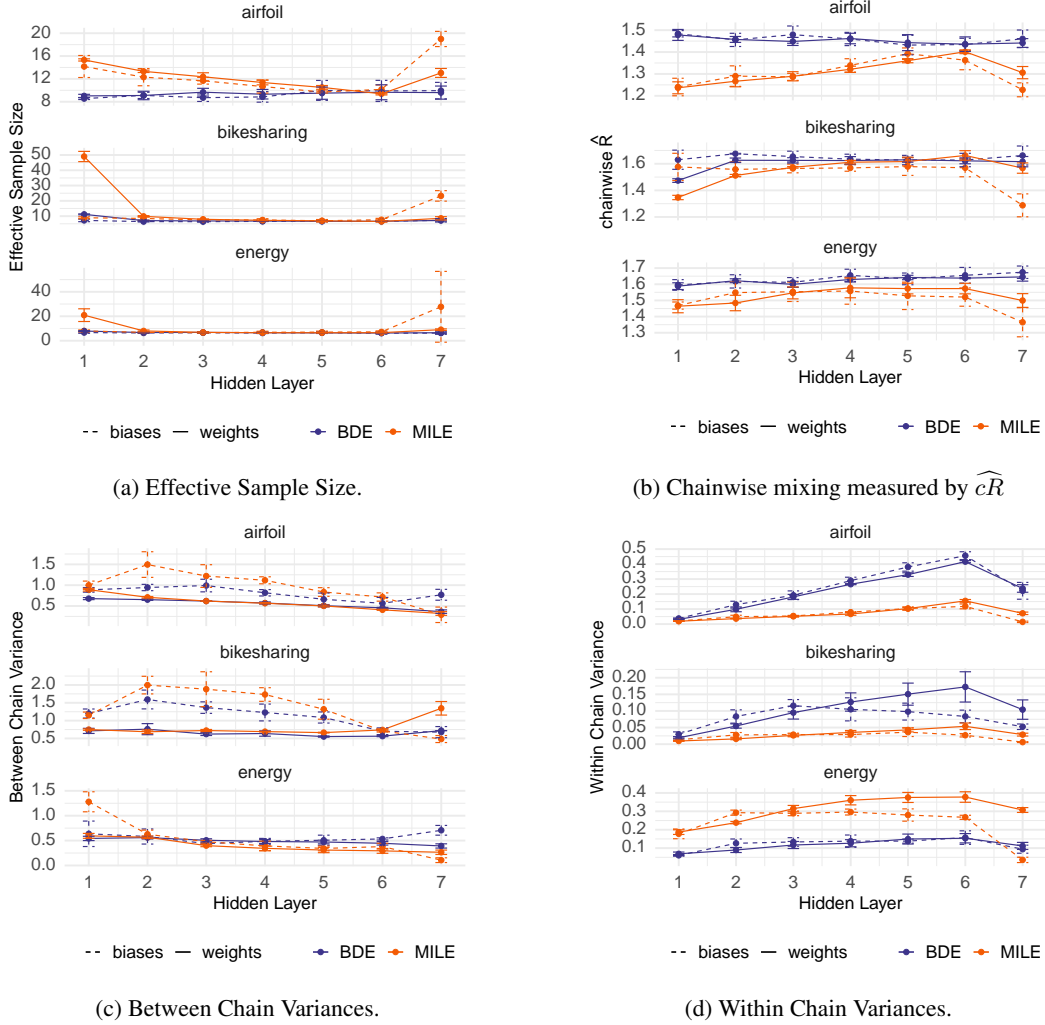 airfoil
20
16
12
8
bikesharing
50
40
30
20
10
energy
40
20
0
1 2 3 4 5 6 7
Hidden Layer
Effective Sample Size
biases weights BDE MILE
(a) Effective Sample Size.
airfoil
1.5
1.4
1.3
1.2
bikesharing
1.6
1.4
1.2
energy
1.7
1.6
1.5
1.4
1.3
1 2 3 4 5 6 7
Hidden Layer
chainwise R̂
biases weights BDE MILE
(b) Chainwise mixing measured by $\widehat{cR}$
airfoil
1.5
1.0
0.5
bikesharing
2.0
1.5
1.0
0.5
energy
1.5
1.0
0.5
0.0
1 2 3 4 5 6 7
Hidden Layer
Between Chain Variance
biases weights BDE MILE
(c) Between Chain Variances.
airfoil
0.5
0.4
0.3
0.2
0.1
0.0
bikesharing
0.20
0.15
0.10
0.05
0.00
energy
0.4
0.3
0.2
0.1
1 2 3 4 5 6 7
Hidden Layer
Within Chain Variance
biases weights BDE MILE
(d) Within Chain Variances.